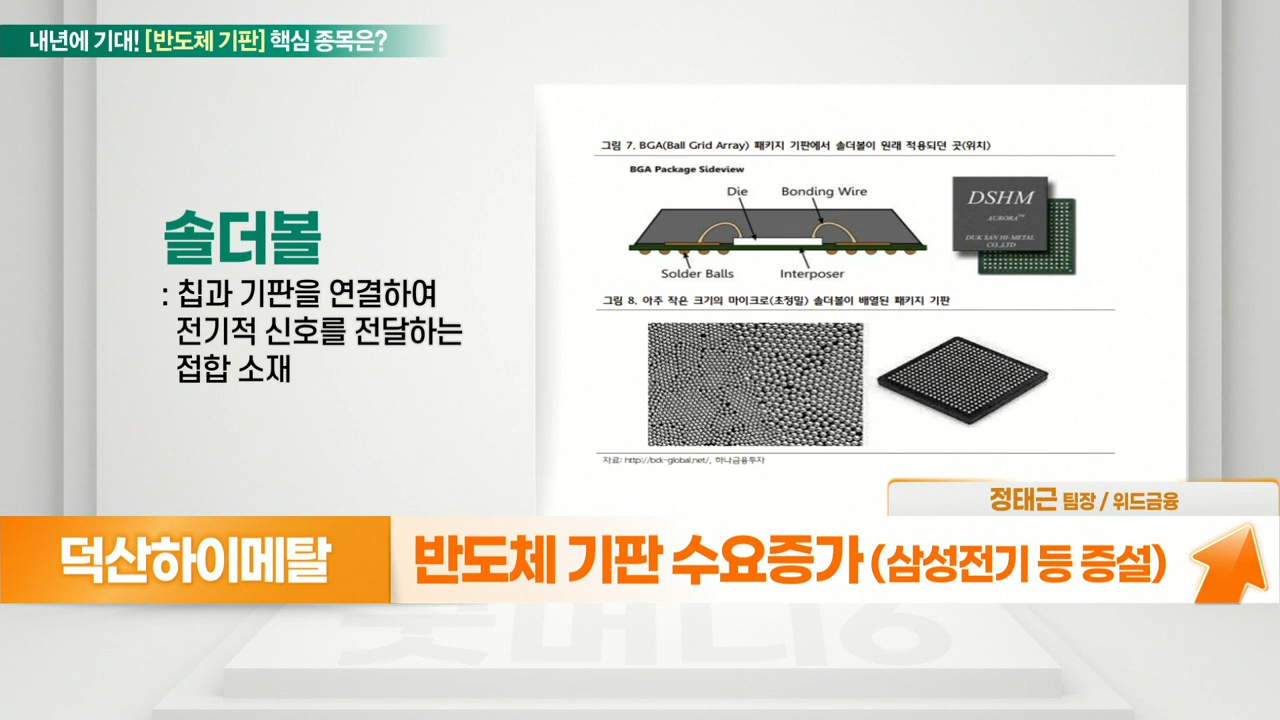 내년에 기대! [반도체 기판] 핵심 종목은?
솔더볼
: 칩과 기판을 연결하여
전기적 신호를 전달하는
접합 소재
그림 7. BGA(Ball Grid Array) 패키지 기판에서 솔더볼이 원래 적용되던 곳(위치)
BGA Package Sideview
Die
Bonding Wire
Solder Balls
Interposer
DSHM
AURORA™
DUK SAN HI-METAL
CO.,LTD
그림 8. 아주 작은 크기의 마이크로(초정밀) 솔더볼이 배열된 패키지 기판
자료: http://bck-global.net/, 하나금융투자
정태근 팀장 / 위드금융
덕산하이메탈
반도체 기판 수요증가 (삼성전기 등 증설)